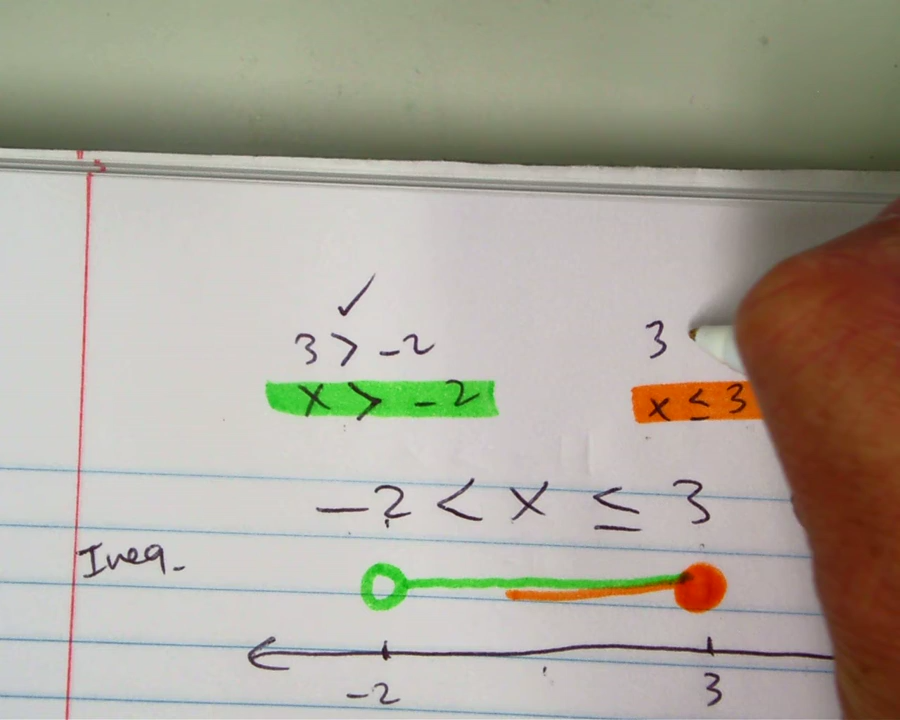 ✓
3 > -2 3
x > -2 x ≤ 3
-2 < x ≤ 3
Ineq.
-2 3